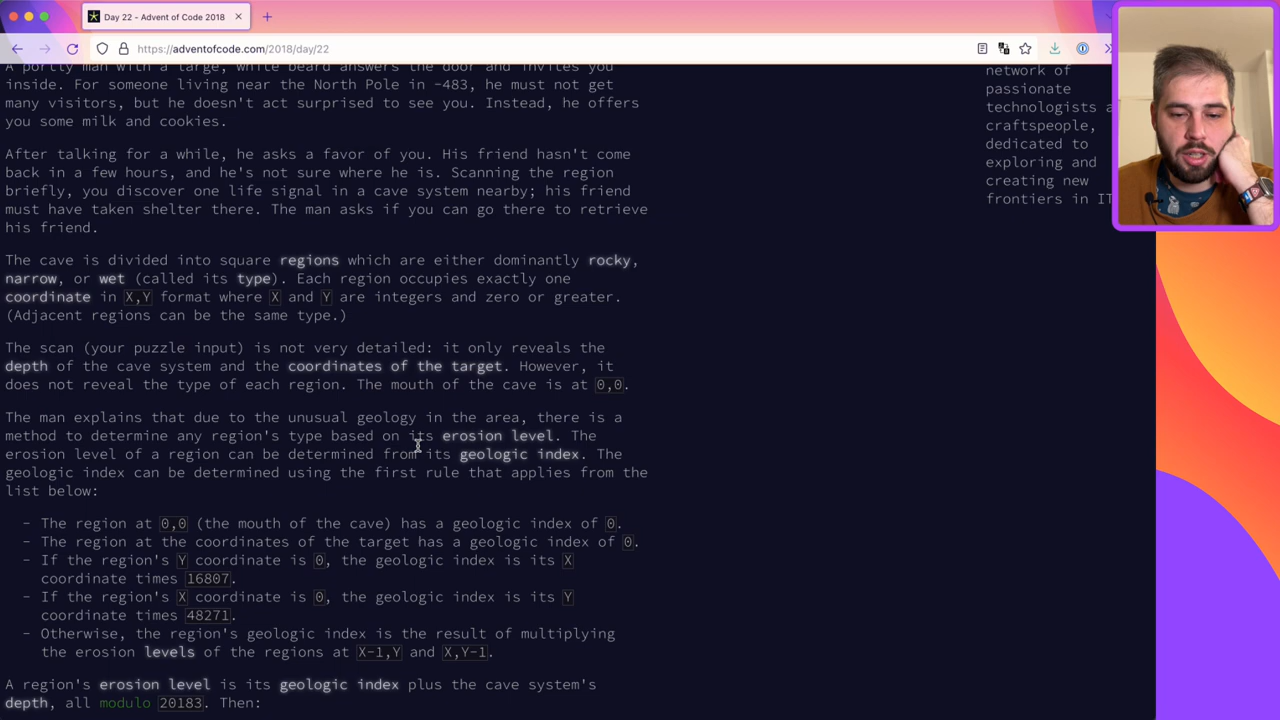 Day 22 - Advent of Code 2018
https://adventofcode.com/2018/day/22
A portly man with a large, white beard answers the door and invites you
inside. For someone living near the North Pole in -483, he must not get
many visitors, but he doesn't act surprised to see you. Instead, he offers
you some milk and cookies.
After talking for a while, he asks a favor of you. His friend hasn't come
back in a few hours, and he's not sure where he is. Scanning the region
briefly, you discover one life signal in a cave system nearby; his friend
must have taken shelter there. The man asks if you can go there to retrieve
his friend.
The cave is divided into square regions which are either dominantly rocky,
narrow, or wet (called its type). Each region occupies exactly one
coordinate in X,Y format where X and Y are integers and zero or greater.
(Adjacent regions can be the same type.)
The scan (your puzzle input) is not very detailed: it only reveals the
depth of the cave system and the coordinates of the target. However, it
does not reveal the type of each region. The mouth of the cave is at 0,0.
The man explains that due to the unusual geology in the area, there is a
method to determine any region's type based on its erosion level. The
erosion level of a region can be determined from its geologic index. The
geologic index can be determined using the first rule that applies from the
list below:
- The region at 0,0 (the mouth of the cave) has a geologic index of 0.
- The region at the coordinates of the target has a geologic index of 0.
- If the region's Y coordinate is 0, the geologic index is its X
coordinate times 16807.
- If the region's X coordinate is 0, the geologic index is its Y
coordinate times 48271.
- Otherwise, the region's geologic index is the result of multiplying
the erosion levels of the regions at X-1,Y and X,Y-1.
A region's erosion level is its geologic index plus the cave system's
depth, all modulo 20183. Then:
network of
passionate
technologists a
craftspeople,
dedicated to
exploring and
creating new
frontiers in IT